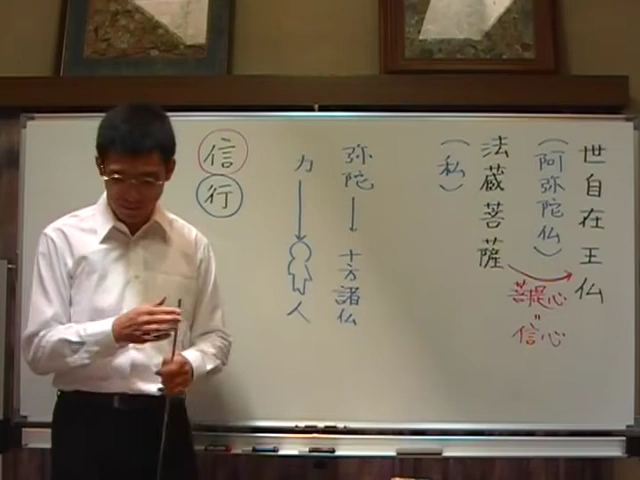 世自在王仏
(阿弥陀仏)
法蔵菩薩
(私)
菩提心
=
信心
弥陀→十方諸仏
力→人
信
行